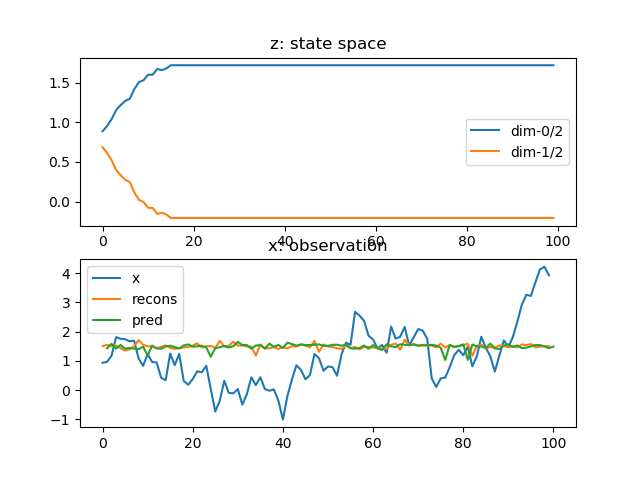 z: state space
1.5
1.0
0.5
0.0
dim-0/2
dim-1/2
0 20 40 60 80 100
x: observation
4
3
2
1
0
−1
x
recons
pred
0 20 40 60 80 100